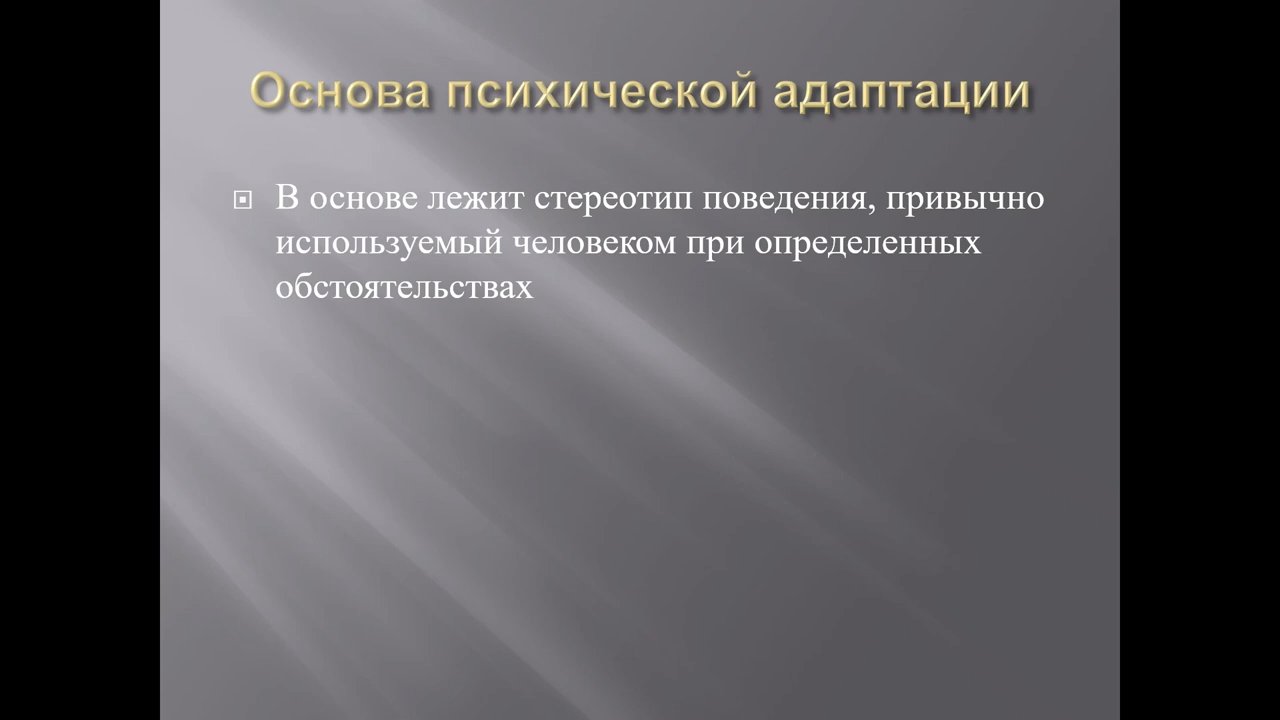 Основа психической адаптации
В основе лежит стереотип поведения, привычно
используемый человеком при определенных
обстоятельствах